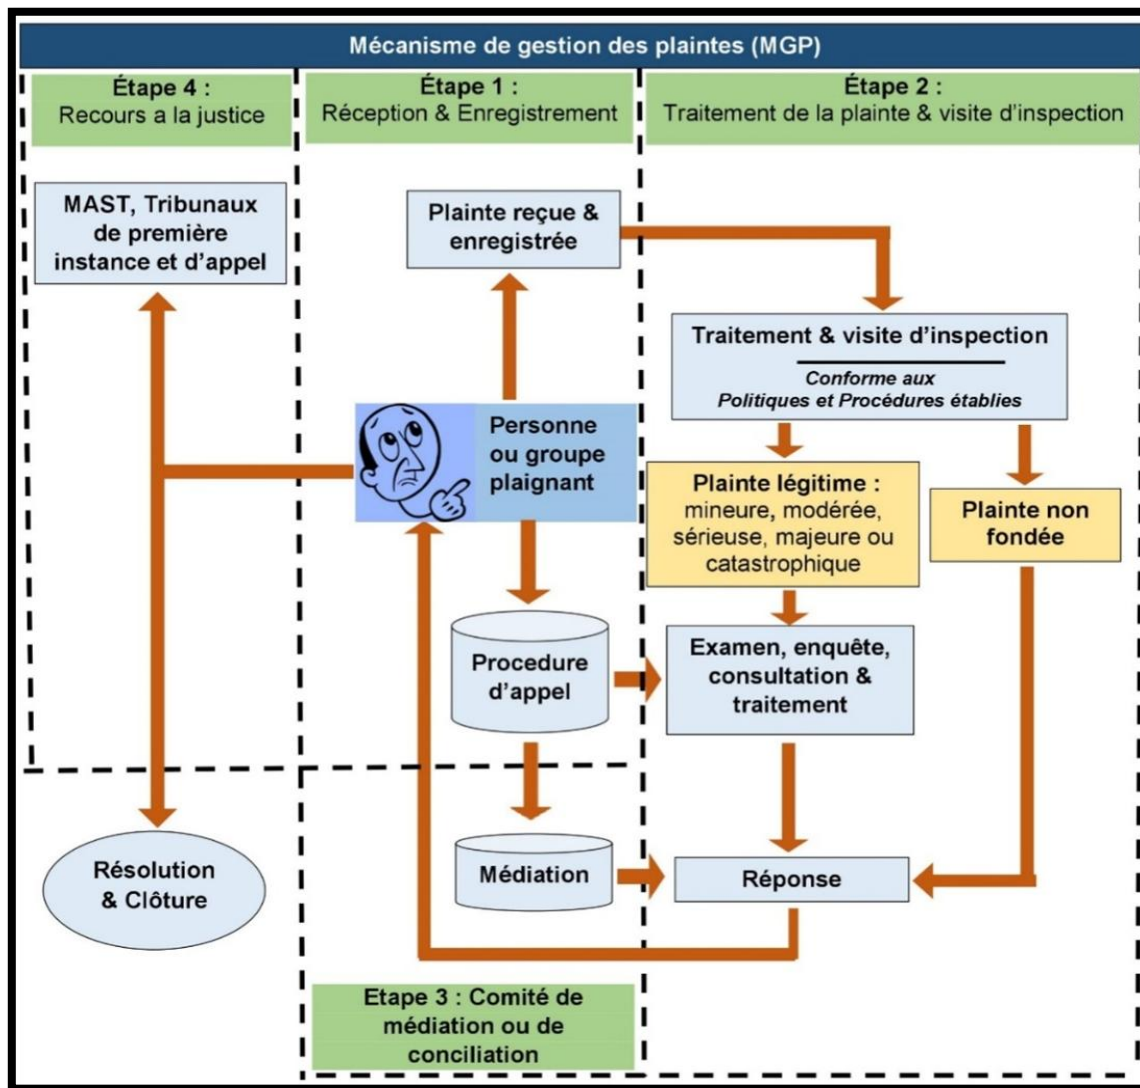 Mécanisme de gestion des plaintes (MGP)
Étape 4 :
Recours a la justice
Étape 1 :
Réception & Enregistrement
Étape 2 :
Traitement de la plainte & visite d’inspection
MAST, Tribunaux
de première
instance et d’appel
Plainte reçue &
enregistrée
Traitement & visite d’inspection
Conforme aux
Politiques et Procédures établies
Personne
ou groupe
plaignant
Plainte légitime :
mineure, modérée,
sérieuse, majeure ou
catastrophique
Plainte non
fondée
Procedure
d’appel
Examen, enquête,
consultation &
traitement
Résolution
& Clôture
Médiation
Réponse
Etape 3 : Comité de
médiation ou de
conciliation